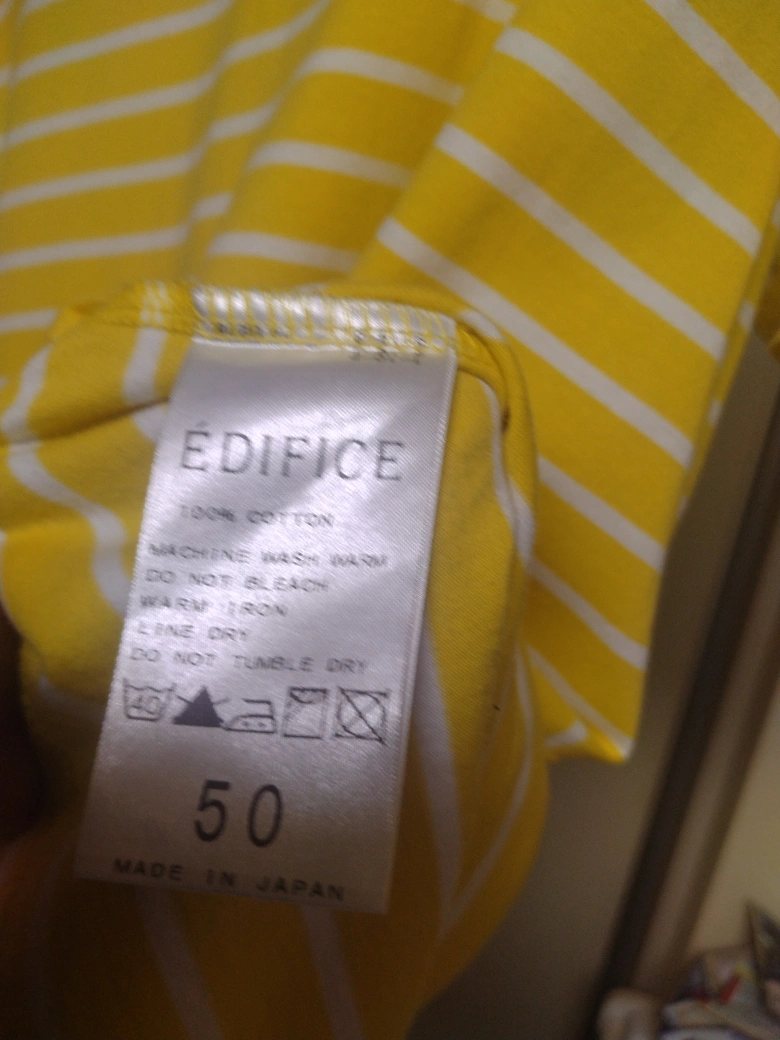 ÉDIFICE
100% COTTON
MACHINE WASH WARM
DO NOT BLEACH
WARM IRON
LINE DRY
DO NOT TUMBLE DRY
40
50
MADE IN JAPAN